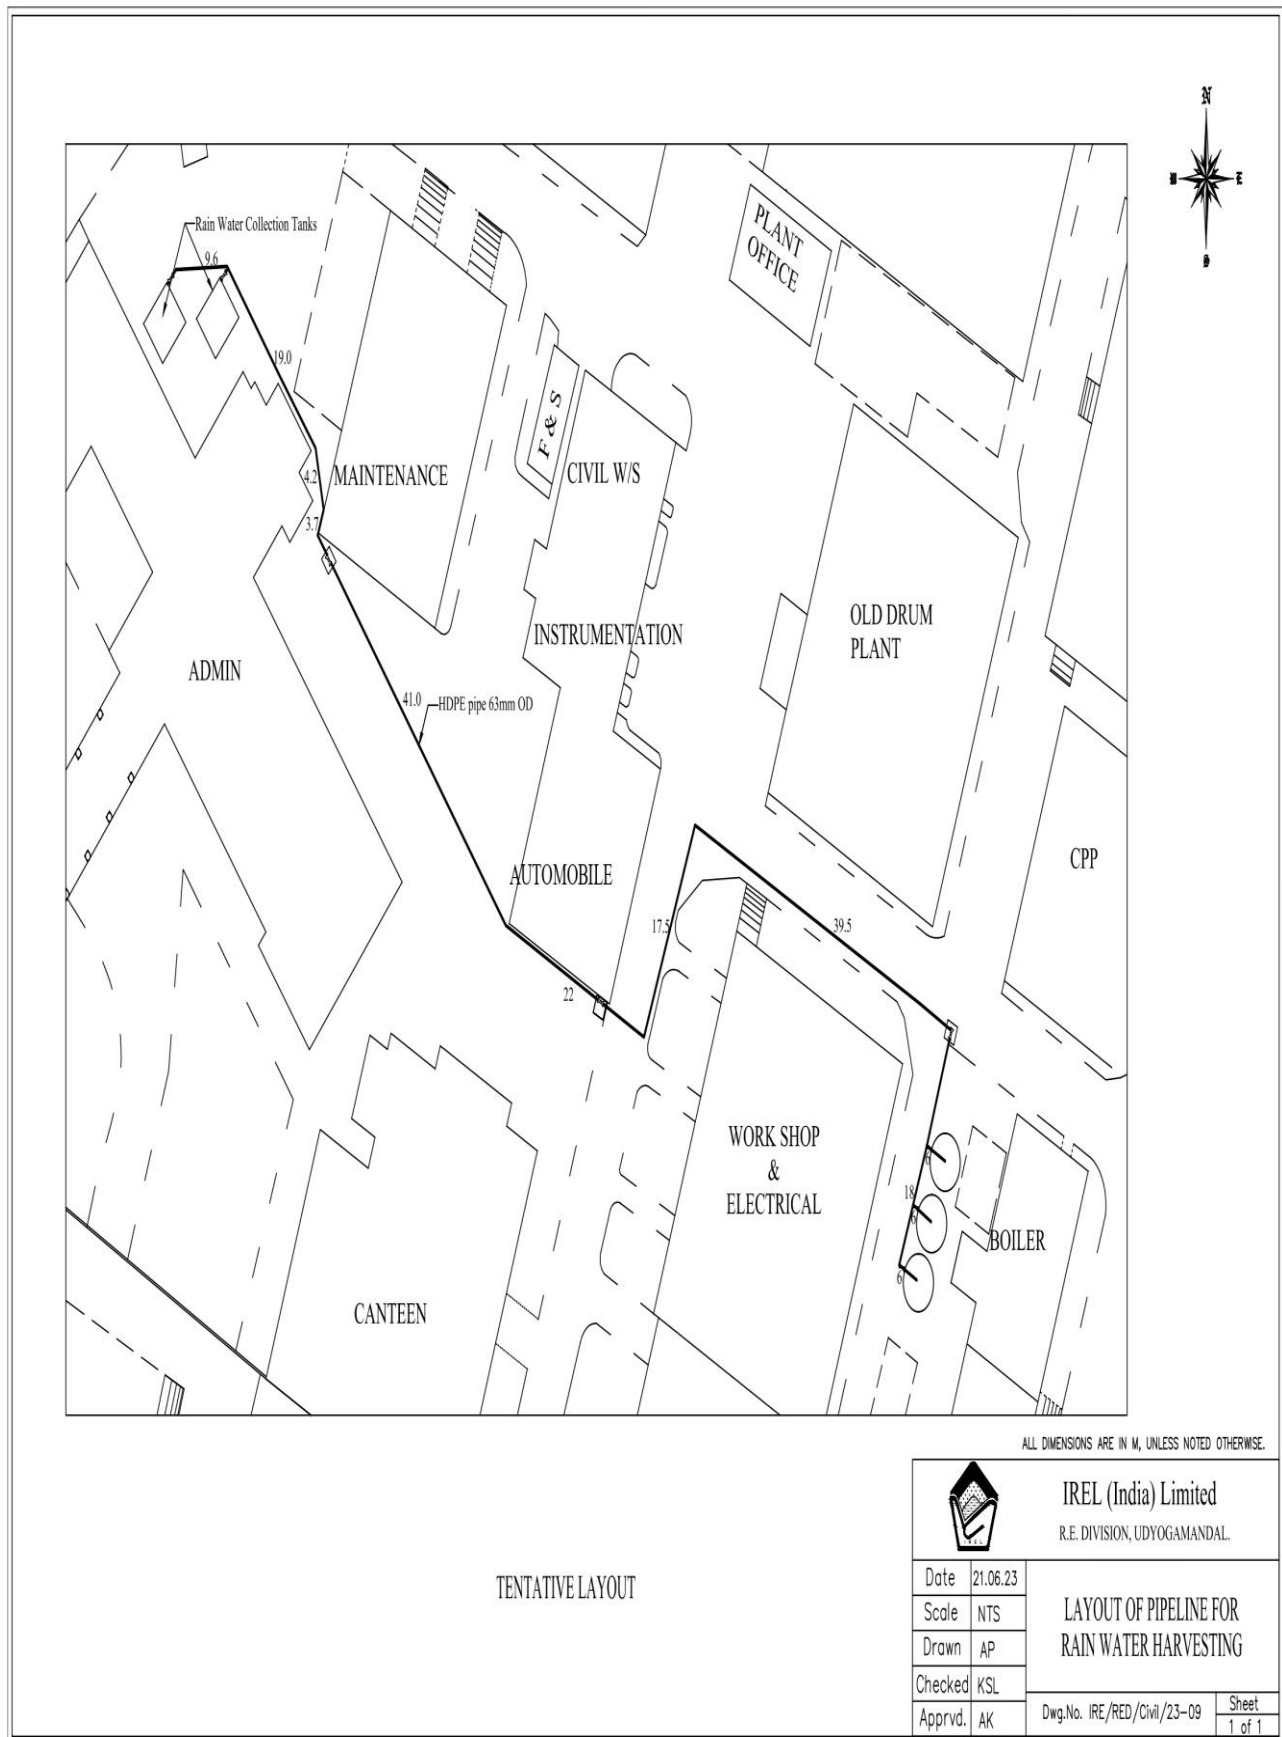 N
E
S
PLANT
OFFICE
Rain Water Collection Tanks
9.6
19.0
F & S
4.2
MAINTENANCE
CIVIL W/S
3.7
OLD DRUM
PLANT
INSTRUMENTATION
ADMIN
41.0
HDPE pipe 63mm OD
CPP
AUTOMOBILE
17.5
39.5
22
WORK SHOP
&
ELECTRICAL
6
18
6
BOILER
6
CANTEEN
ALL DIMENSIONS ARE IN M, UNLESS NOTED OTHERWISE.
IREL
IREL (India) Limited
R.E. DIVISION, UDYOGAMANDAL.
TENTATIVE LAYOUT
Date 21.06.23
Scale NTS
Drawn AP
Checked KSL
Apprvd. AK
LAYOUT OF PIPELINE FOR
RAIN WATER HARVESTING
Dwg.No. IRE/RED/Civil/23-09
Sheet
1 of 1